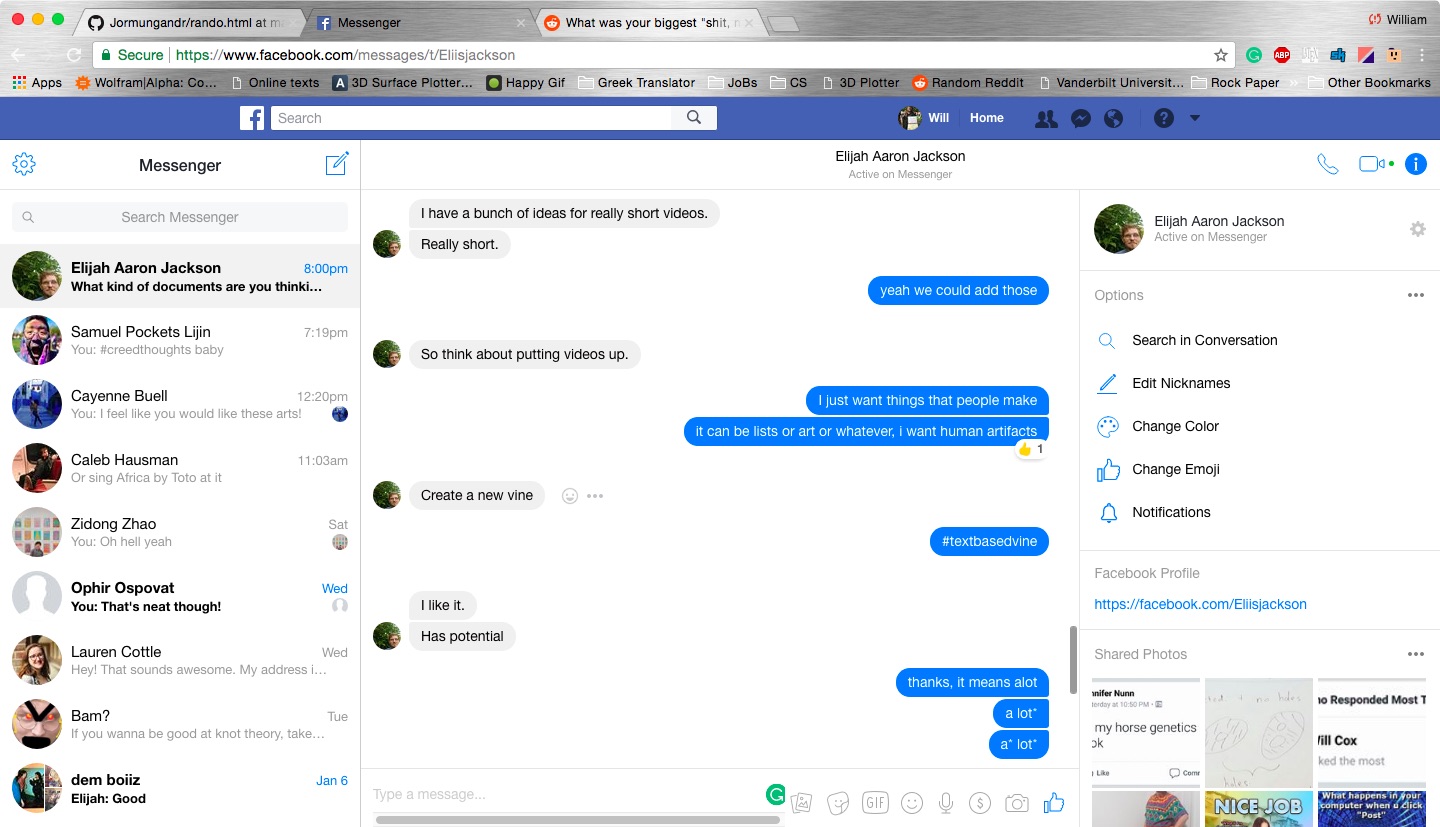 Jormungandr/rando.html at ma
Messenger
What was your biggest "shit, n
William
Secure
https://www.facebook.com/messages/t/Eliisjackson
Apps
Wolfram|Alpha: Co…
Online texts
3D Surface Plotter…
Happy Gif
Greek Translator
JoBs
CS
3D Plotter
Random Reddit
Vanderbilt Universit…
Rock Paper
»
Other Bookmarks
Search
Will
Home
Messenger
Elijah Aaron Jackson
Active on Messenger
Search Messenger
Elijah Aaron Jackson 8:00pm
What kind of documents are you thinki…
Samuel Pockets Lijin 7:19pm
You: #creedthoughts baby
Cayenne Buell 12:20pm
You: I feel like you would like these arts!
Caleb Hausman 11:03am
Or sing Africa by Toto at it
Zidong Zhao Sat
You: Oh hell yeah
Ophir Ospovat Wed
You: That's neat though!
Lauren Cottle Wed
Hey! That sounds awesome. My address i…
Bam? Tue
If you wanna be good at knot theory, take…
dem boiiz Jan 6
Elijah: Good
I have a bunch of ideas for really short videos.
Really short.
yeah we could add those
So think about putting videos up.
I just want things that people make
it can be lists or art or whatever, i want human artifacts
1
Create a new vine
#textbasedvine
I like it.
Has potential
thanks, it means alot
a lot*
a* lot*
Type a message...
GIF
Elijah Aaron Jackson
Active on Messenger
Options
Search in Conversation
Edit Nicknames
Change Color
Change Emoji
Notifications
Facebook Profile
https://facebook.com/Eliisjackson
Shared Photos
nnifer Nunn
terday at 10:50 PM
my horse genetics
ok
Like
Comr
holes
no Responded Most T
Vill Cox
ked the most
NICE JOB
What happens in your
computer when a click
"Post"